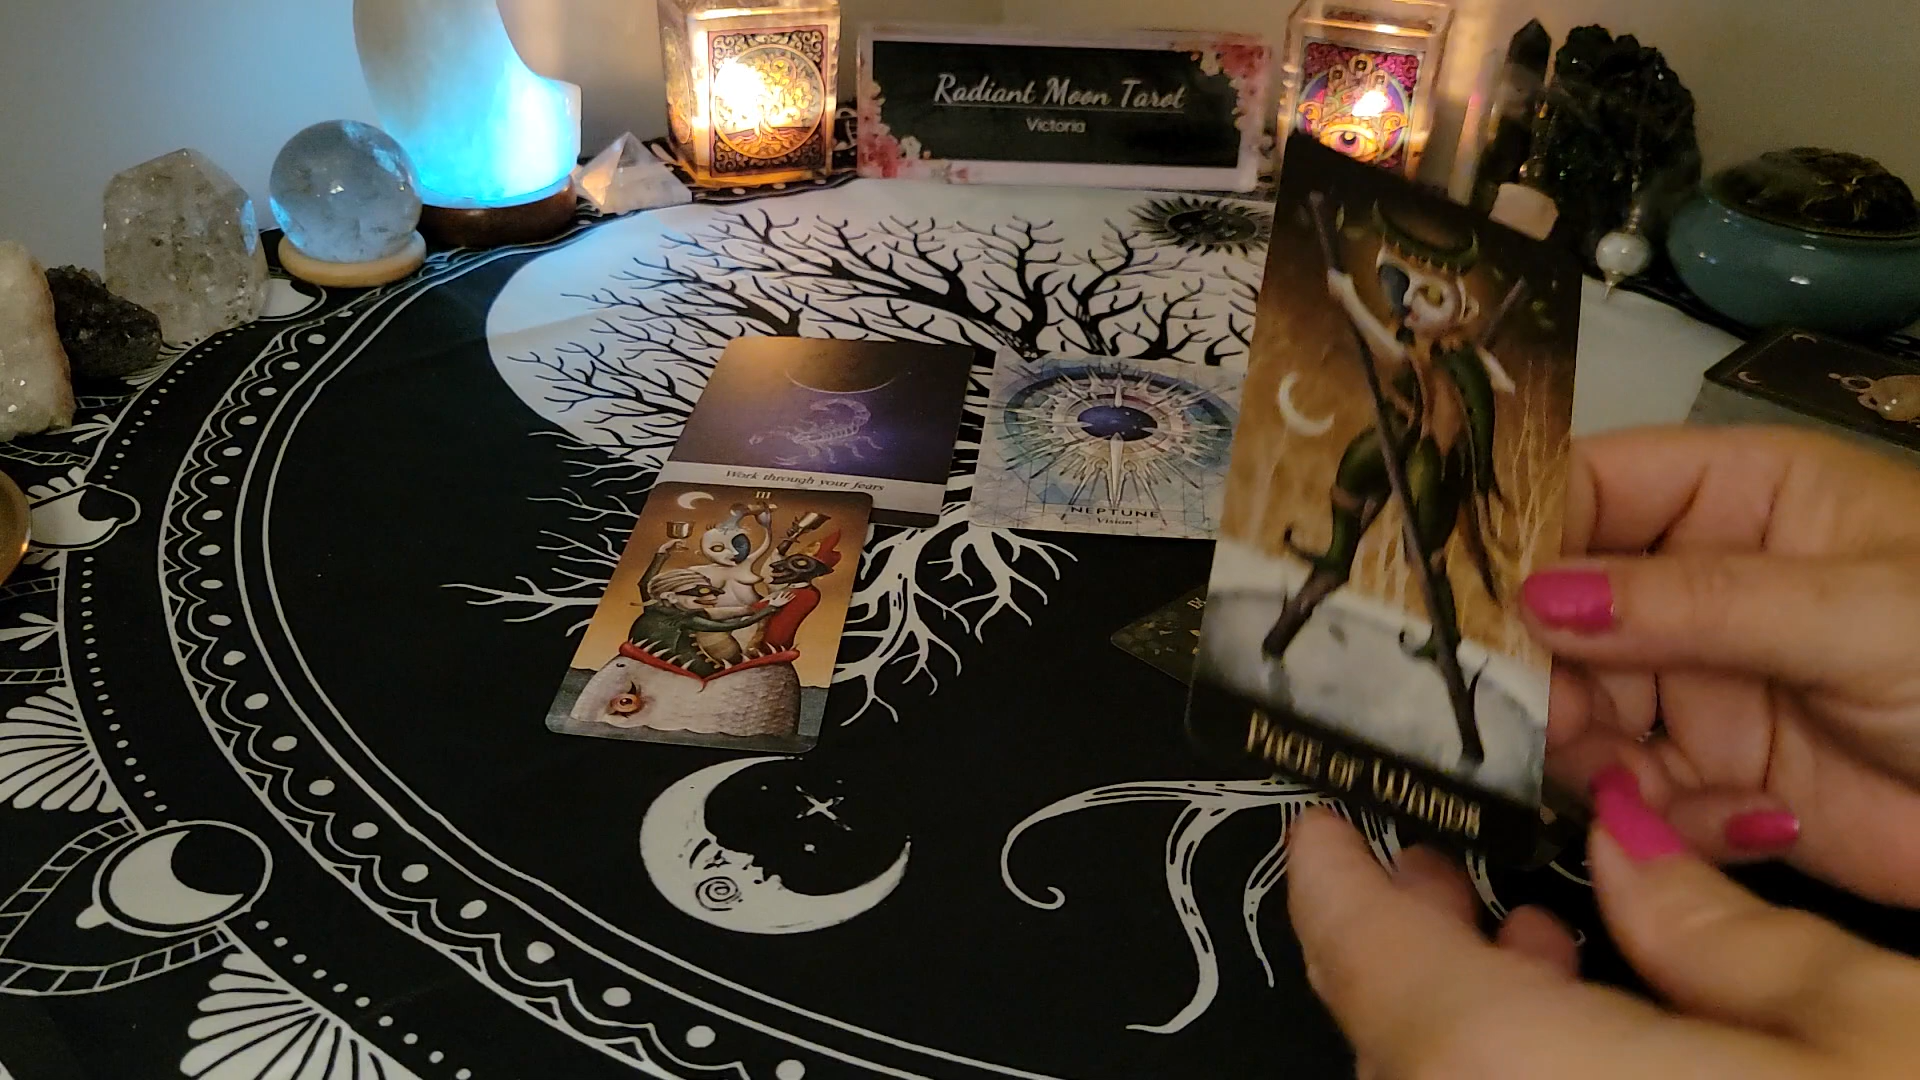 Radiant Moon Tarot
Victoria
Work through your fears
III
NEPTUNE
Vision
PAGE OF WANDS